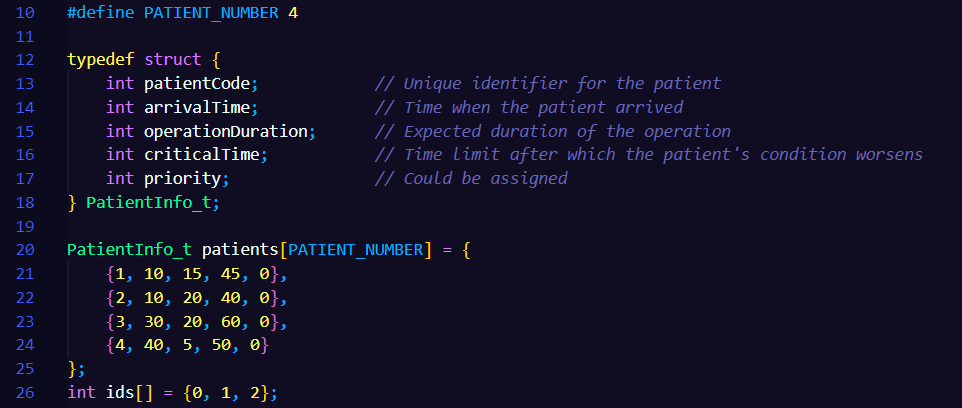 10 #define PATIENT_NUMBER 4
11
12 typedef struct {
13     int patientCode;            // Unique identifier for the patient
14     int arrivalTime;            // Time when the patient arrived
15     int operationDuration;      // Expected duration of the operation
16     int criticalTime;           // Time limit after which the patient's condition worsens
17     int priority;               // Could be assigned
18 } PatientInfo_t;
19
20 PatientInfo_t patients[PATIENT_NUMBER] = {
21     {1, 10, 15, 45, 0},
22     {2, 10, 20, 40, 0},
23     {3, 30, 20, 60, 0},
24     {4, 40, 5, 50, 0}
25 };
26 int ids[] = {0, 1, 2};